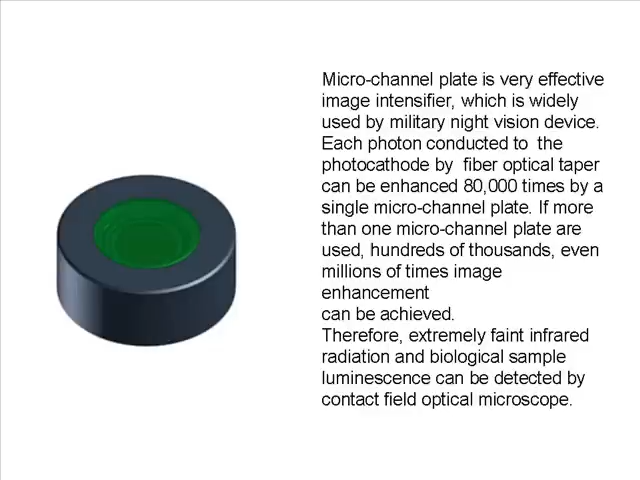 Micro-channel plate is very effective
image intensifier, which is widely
used by military night vision device.
Each photon conducted to  the
photocathode by  fiber optical taper
can be enhanced 80,000 times by a
single micro-channel plate. If more
than one micro-channel plate are
used, hundreds of thousands, even
millions of times image
enhancement
can be achieved.
Therefore, extremely faint infrared
radiation and biological sample
luminescence can be detected by
contact field optical microscope.